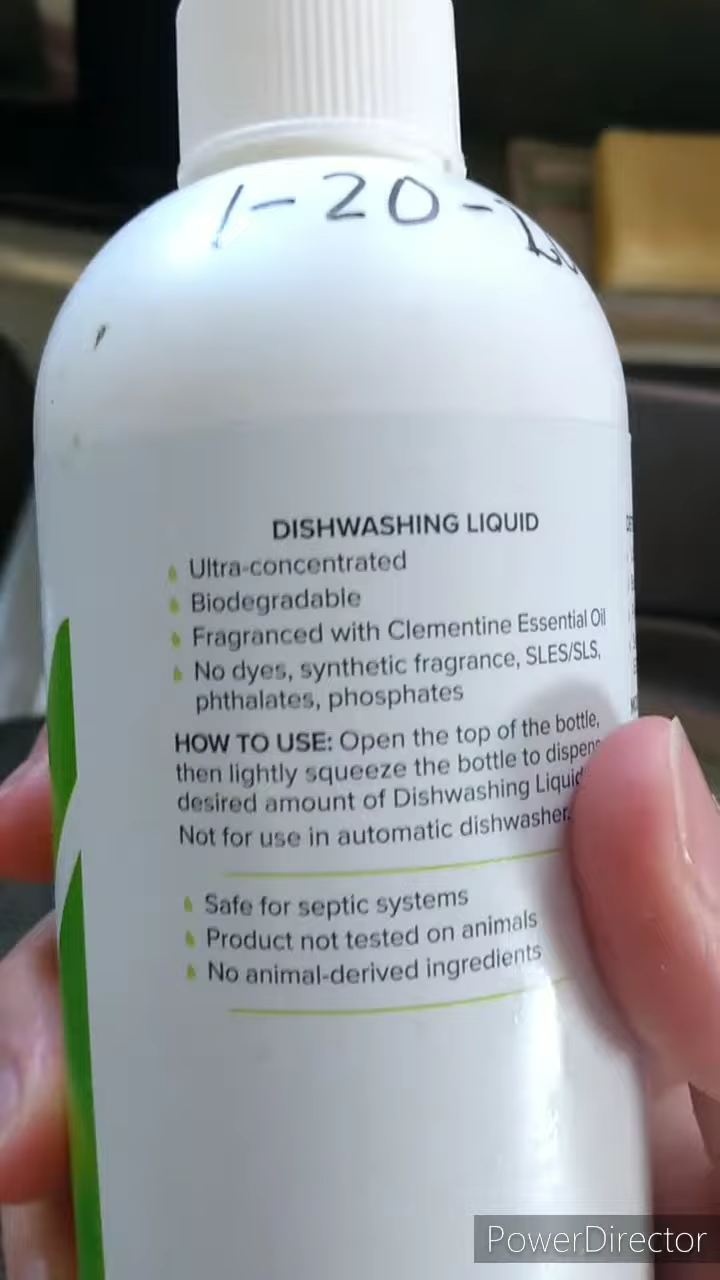 1-20-
DISHWASHING LIQUID
Ultra-concentrated
Biodegradable
Fragranced with Clementine Essential Oil
No dyes, synthetic fragrance, SLES/SLS,
phthalates, phosphates
HOW TO USE: Open the top of the bottle,
then lightly squeeze the bottle to
desired amount of Dishwashing Liquid
Not for use in automatic dishwasher.
Safe for septic systems
Product not tested on animals
No animal-derived ingredients
PowerDirector